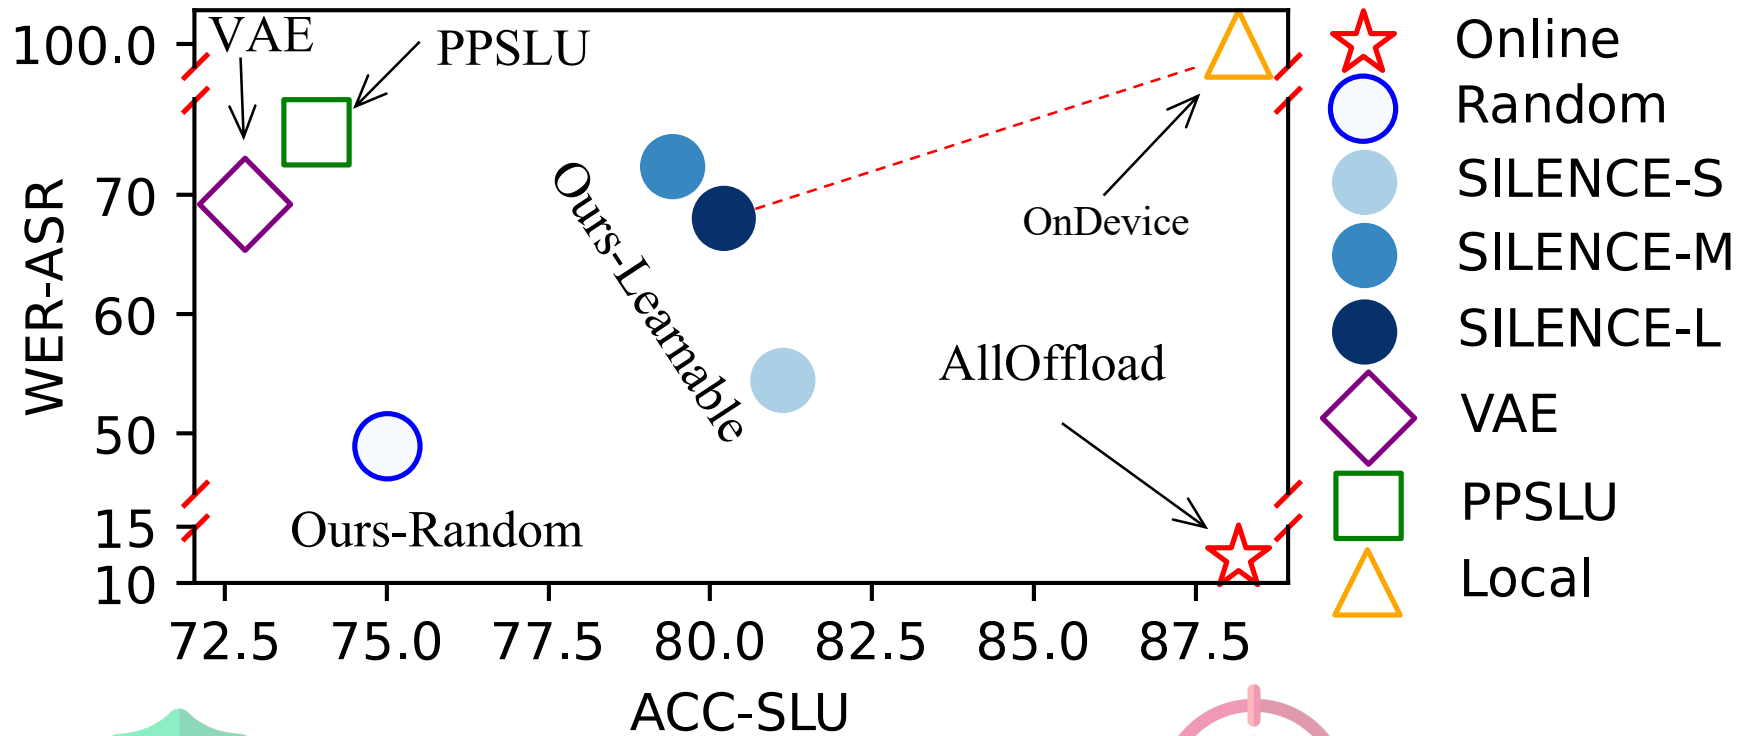 100.0
VAE
PPSLU
70
60
50
15
10
WER-ASR
Ours-Learnable
OnDevice
AllOffload
Ours-Random
72.5 75.0 77.5 80.0 82.5 85.0 87.5
ACC-SLU
Online
Random
SILENCE-S
SILENCE-M
SILENCE-L
VAE
PPSLU
Local